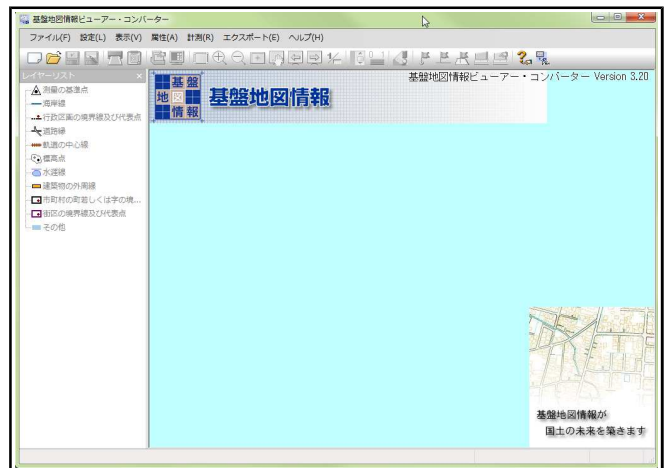 基盤地図情報ビューアー・コンバーター
ファイル(F) 設定(L) 表示(V) 属性(A) 計測(R) エクスポート(E) ヘルプ(H)
レイヤーリスト
測量の基準点
海岸線
行政区画の境界線及び代表点
道路縁
軌道の中心線
標高点
水涯線
建築物の外周線
市町村の町若しくは字の境...
街区の境界線及び代表点
その他
基盤地図情報
基盤地図情報
基盤地図情報ビューアー・コンバーター Version 3.20
基盤地図情報が
国土の未来を築きます